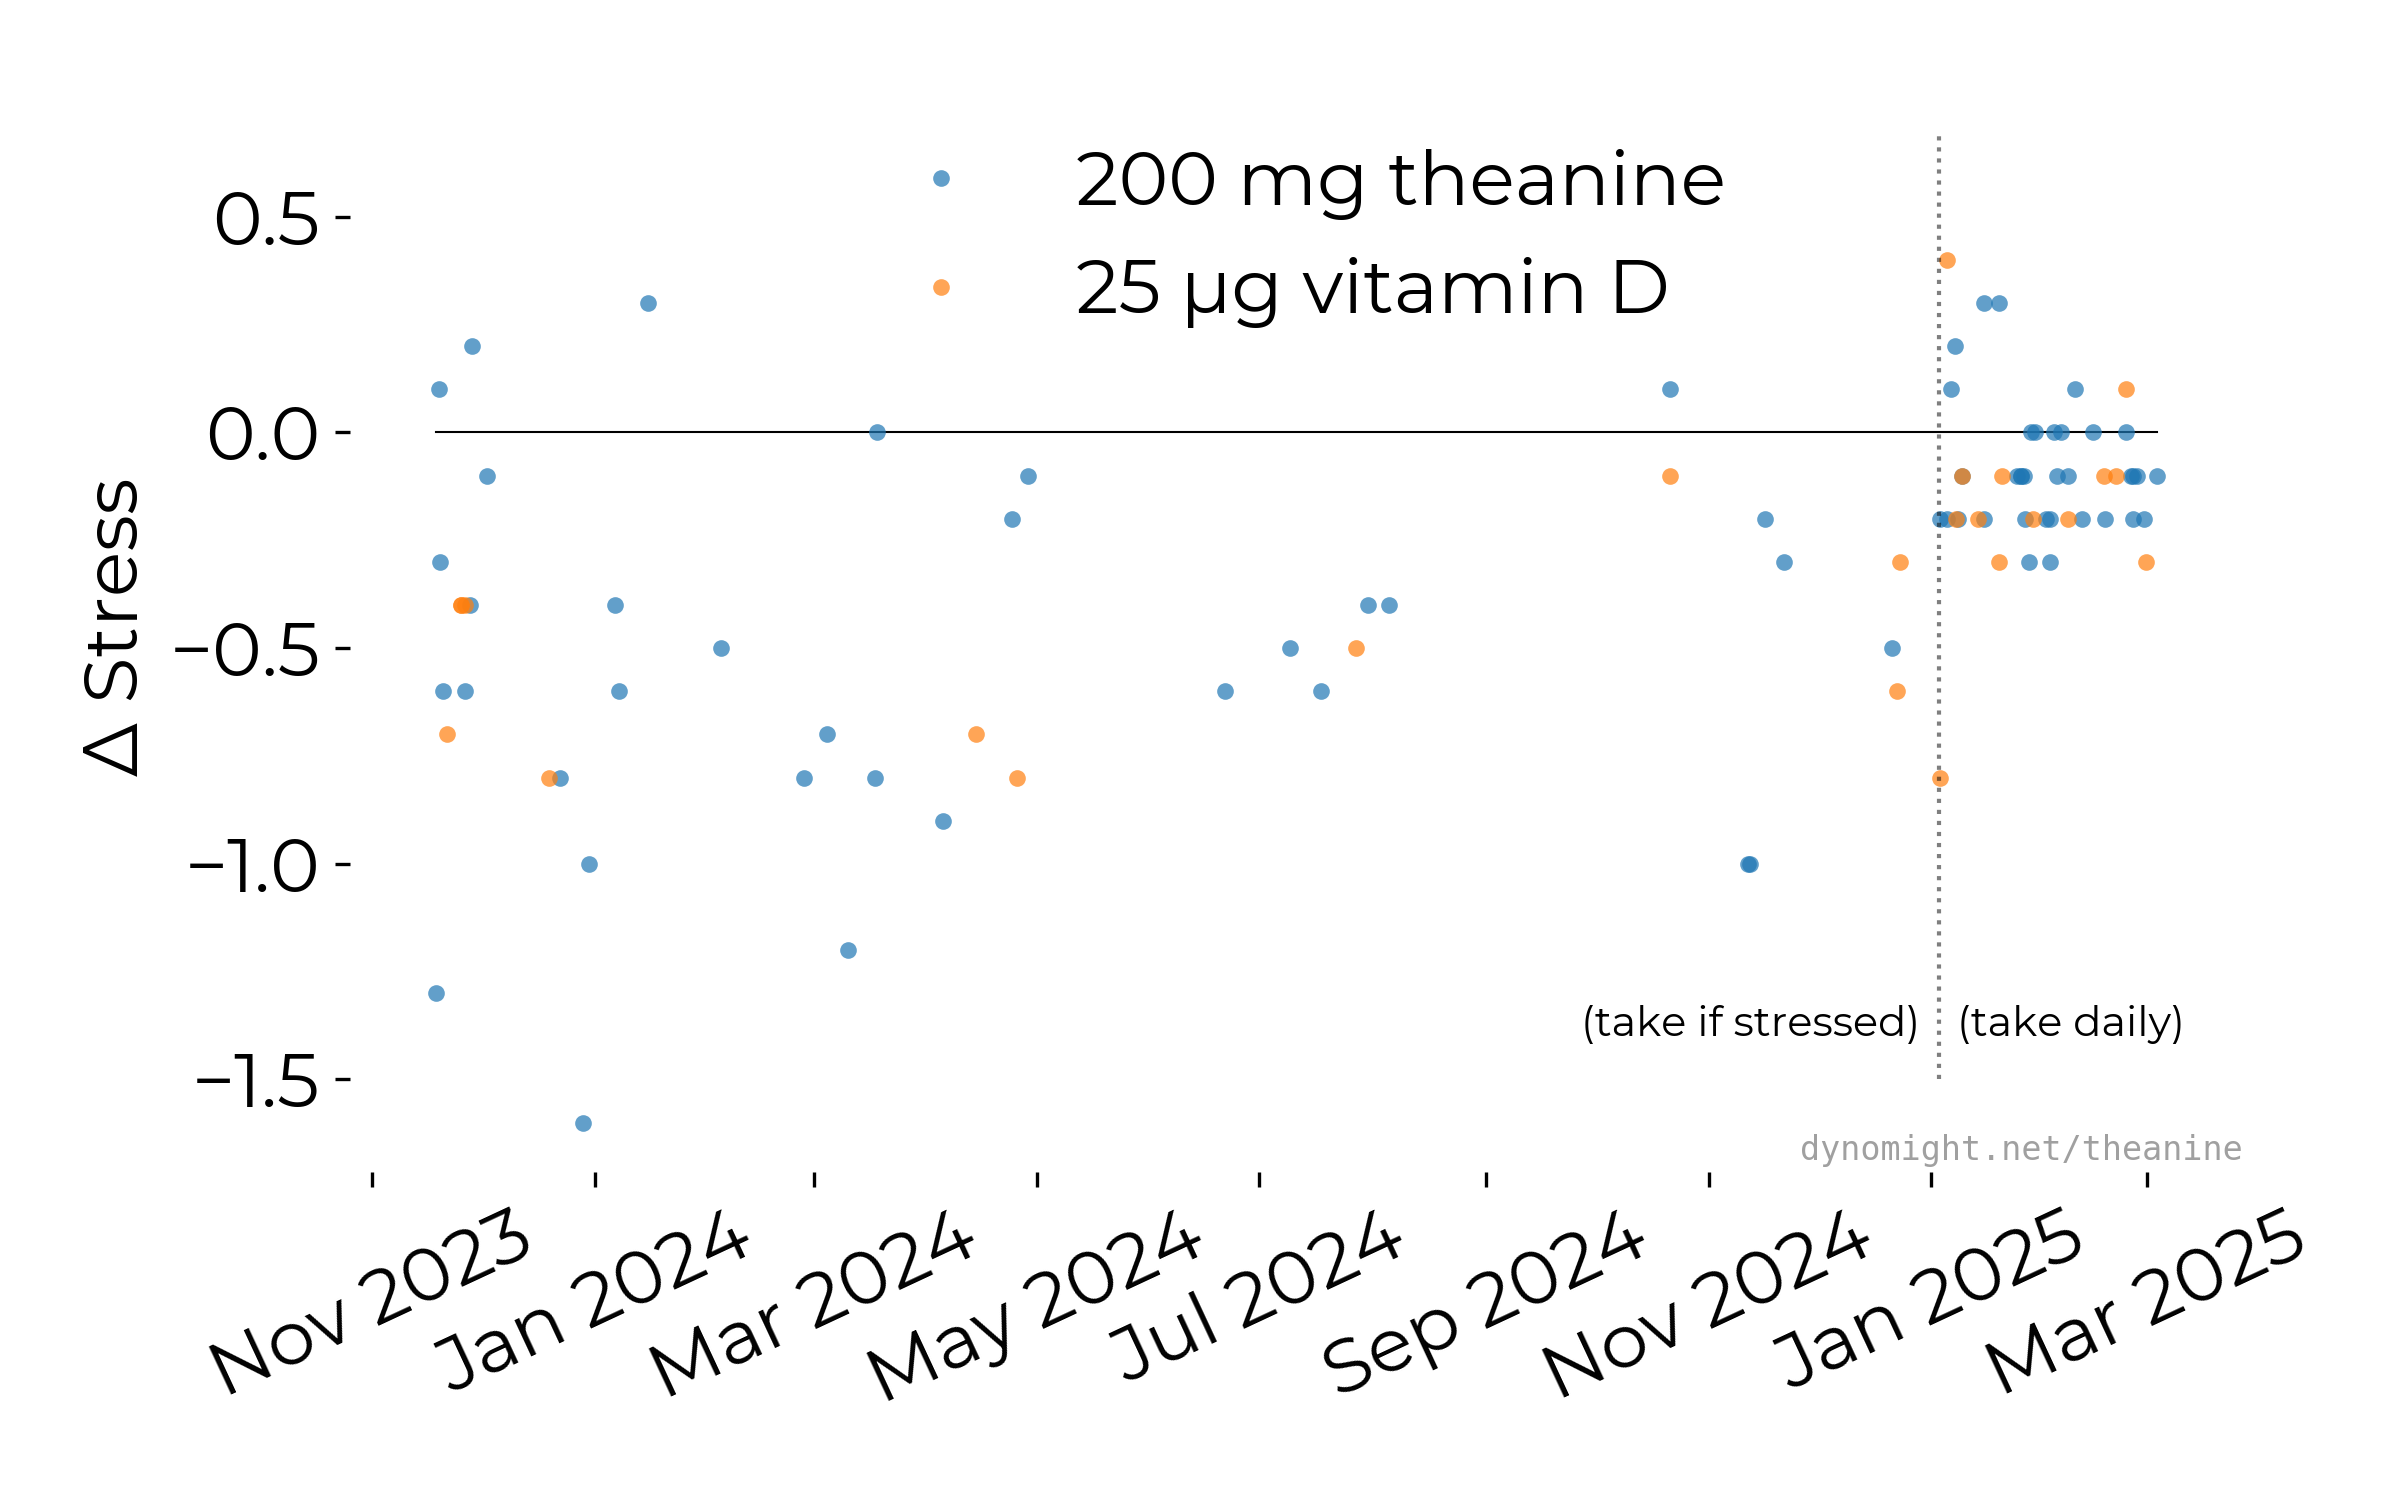 200 mg theanine
25 µg vitamin D
0.5
0.0
−0.5
−1.0
−1.5
Δ Stress
(take if stressed) (take daily)
dynomight.net/theanine
Nov 2023
Jan 2024
Mar 2024
May 2024
Jul 2024
Sep 2024
Nov 2024
Jan 2025
Mar 2025